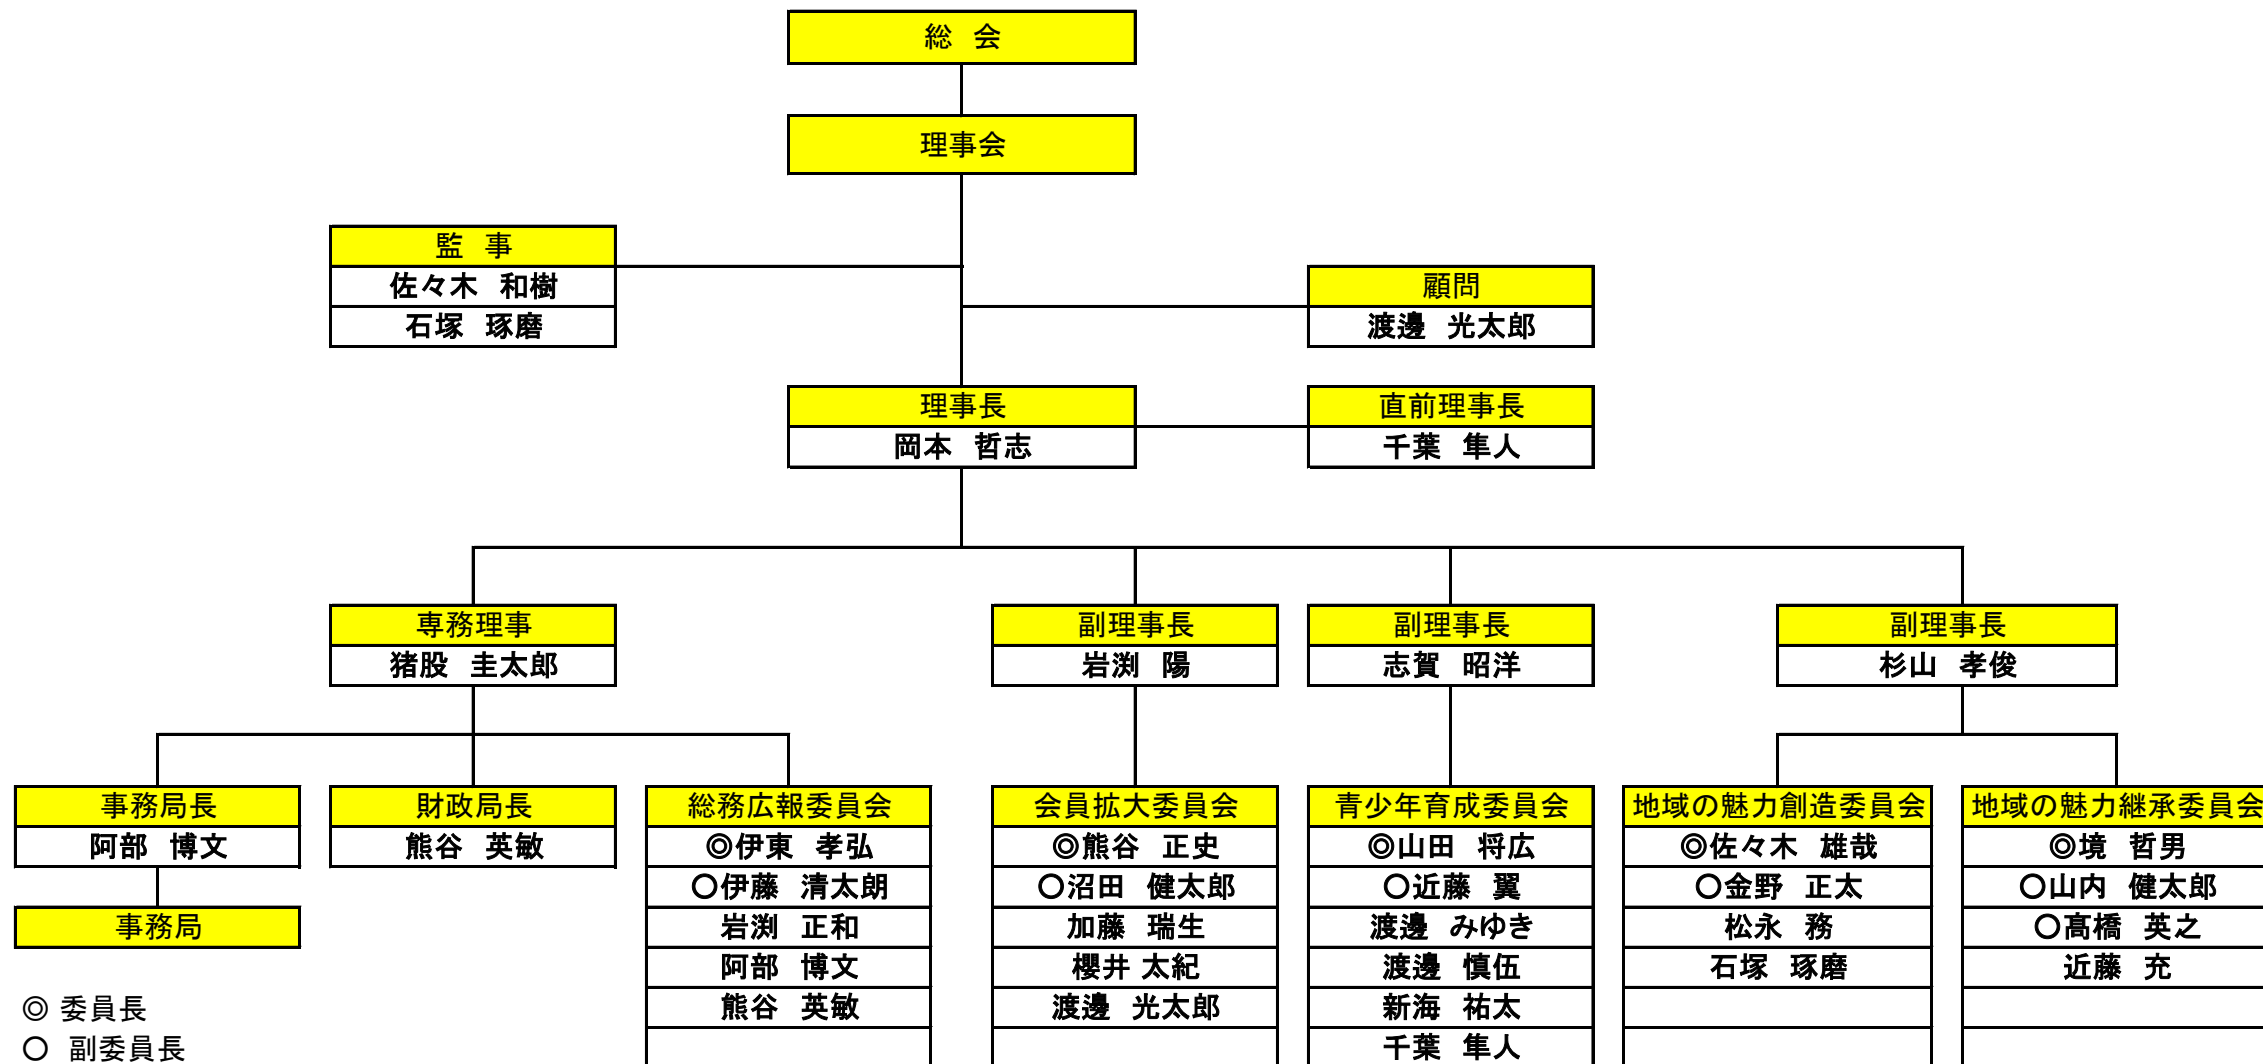 総 会
理事会
監 事
佐々木 和樹
石塚 琢磨
顧問
渡邊 光太郎
理事長
岡本 哲志
直前理事長
千葉 隼人
専務理事
猪股 圭太郎
副理事長
岩渕 陽
副理事長
志賀 昭洋
副理事長
杉山 孝俊
事務局長
阿部 博文
事務局
財政局長
熊谷 英敏
総務広報委員会
◎伊東 孝弘
○伊藤 清太朗
岩渕 正和
阿部 博文
熊谷 英敏
会員拡大委員会
◎熊谷 正史
○沼田 健太郎
加藤 瑞生
櫻井 太紀
渡邊 光太郎
青少年育成委員会
◎山田 将広
○近藤 翼
渡邊 みゆき
渡邊 慎伍
新海 祐太
千葉 隼人
地域の魅力創造委員会
◎佐々木 雄哉
○金野 正太
松永 務
石塚 琢磨
地域の魅力継承委員会
◎境 哲男
○山内 健太郎
○髙橋 英之
近藤 充
◎ 委員長
○ 副委員長